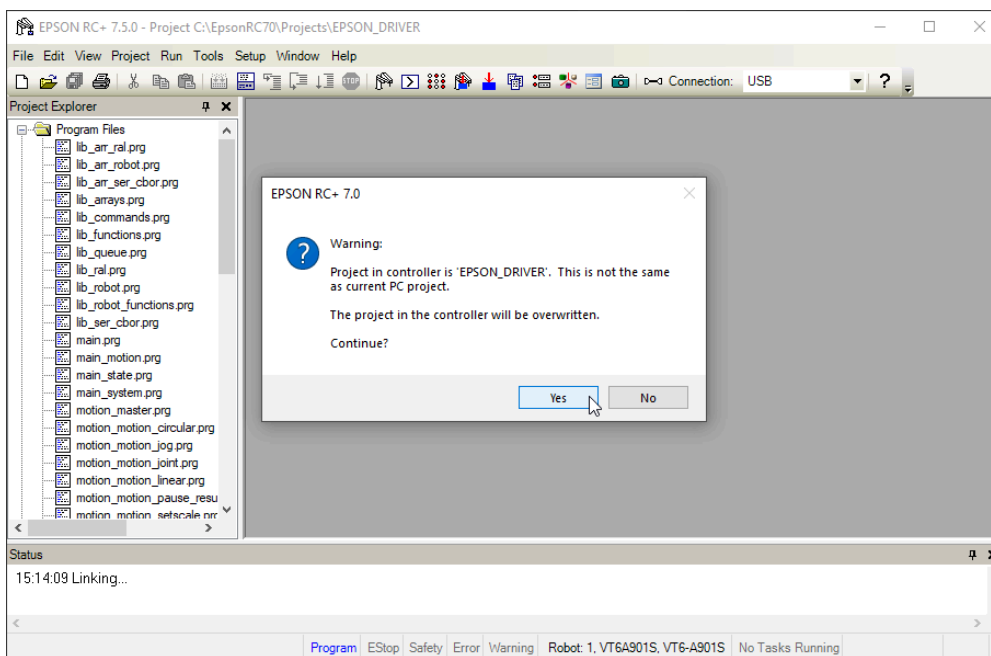 EPSON RC+ 7.5.0 - Project C:\EpsonRC70\Projects\EPSON_DRIVER
File Edit View Project Run Tools Setup Window Help
STOP Connection: USB ?
Project Explorer
Program Files
lib_arr_ral.prg
lib_arr_robot.prg
lib_arr_ser_cbor.prg
lib_arrays.prg
lib_commands.prg
lib_functions.prg
lib_queue.prg
lib_ral.prg
lib_robot.prg
lib_robot_functions.prg
lib_ser_cbor.prg
main.prg
main_motion.prg
main_state.prg
main_system.prg
motion_master.prg
motion_motion_circular.prg
motion_motion_jog.prg
motion_motion_joint.prg
motion_motion_linear.prg
motion_motion_pause_resu
motion_motion_setscale.prg
EPSON RC+ 7.0
Warning:
Project in controller is 'EPSON_DRIVER'. This is not the same
as current PC project.
The project in the controller will be overwritten.
Continue?
Yes No
Status
15:14:09 Linking...
Program EStop Safety Error Warning Robot: 1, VT6A901S, VT6-A901S No Tasks Running